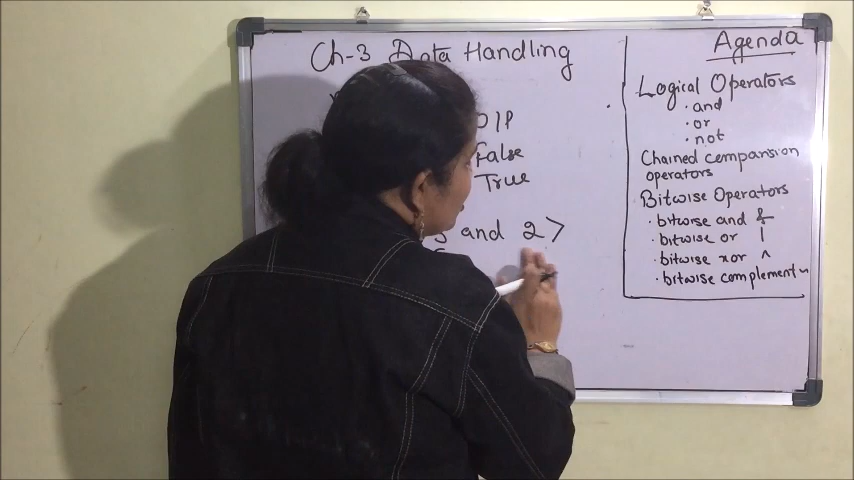 Ch-3 Data Handling
O/P
False
True
and 2>
Agenda
Logical Operators
· and
· or
· not
Chained comparision
operators
Bitwise Operators
· bitwise and &
· bitwise or |
· bitwise xor ^
· bitwise complement ~